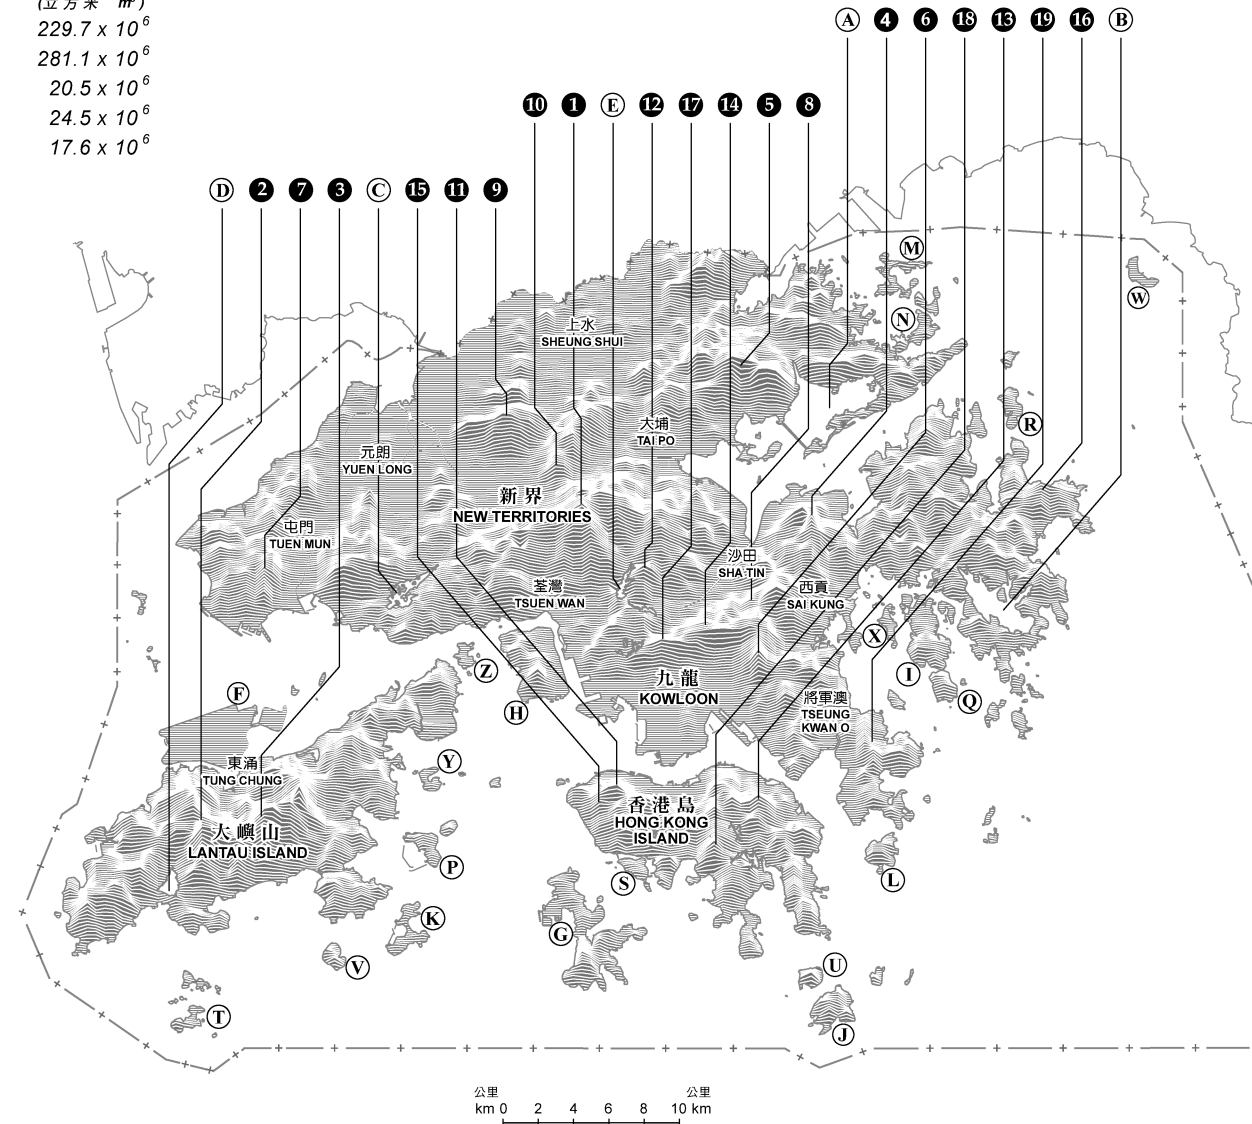 (立方米 m³)
229.7 x 10⁶
281.1 x 10⁶
20.5 x 10⁶
24.5 x 10⁶
17.6 x 10⁶
A 4 6 18 13 19 16 B
10 1 E 12 17 14 5 8
D 2 7 3 C 15 11 9
M
W
N
上水
SHEUNG SHUI
R
大埔
TAI PO
元朗
YUEN LONG
新界
NEW TERRITORIES
屯門
TUEN MUN
沙田
SHA TIN
荃灣
TSUEN WAN
西貢
SAI KUNG
X
Z
I
Q
九龍
KOWLOON
F
H
將軍澳
TSEUNG
KWAN O
東涌
TUNG CHUNG
Y
香港島
HONG KONG
ISLAND
大嶼山
LANTAU ISLAND
P
S
L
K
G
V
U
T
J
公里 公里
km 0 2 4 6 8 10 km